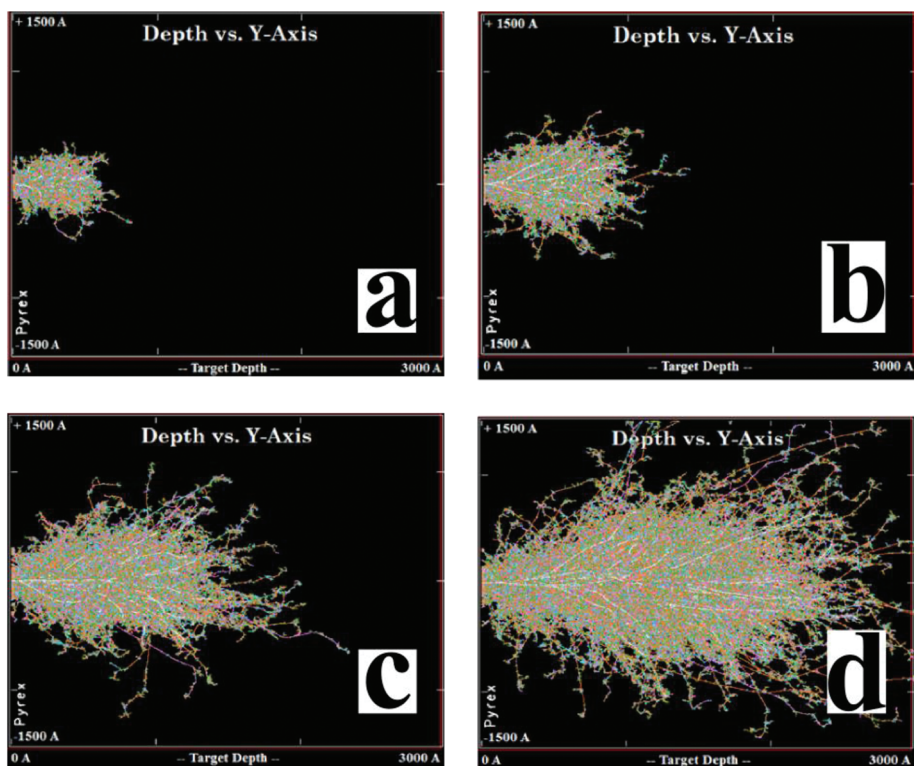 + 1500 A
Depth vs. Y-Axis
Pyrex
-1500 A
0 A -- Target Depth -- 3000 A
a
+ 1500 A
Depth vs. Y-Axis
Pyrex
-1500 A
0 A -- Target Depth -- 3000 A
b
+ 1500 A
Depth vs. Y-Axis
Pyrex
-1500 A
0 A -- Target Depth -- 3000 A
c
+ 1500 A
Depth vs. Y-Axis
Pyrex
-1500 A
0 A -- Target Depth -- 3000 A
d